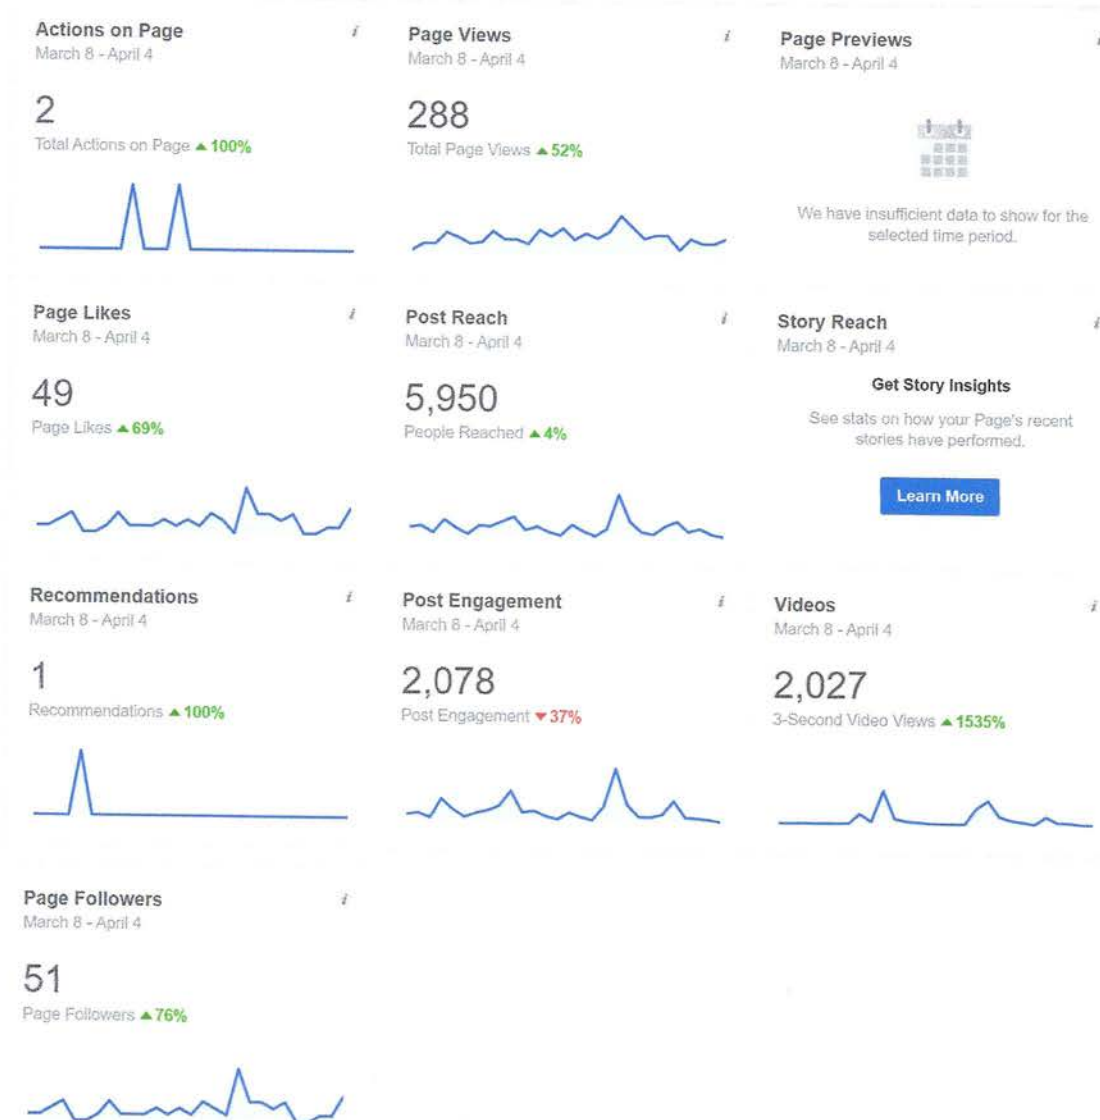 Actions on Page
March 8 - April 4
2
Total Actions on Page ▲ 100%
Page Views
March 8 - April 4
288
Total Page Views ▲ 52%
Page Previews
March 8 - April 4
We have insufficient data to show for the
selected time period.
Page Likes
March 8 - April 4
49
Page Likes ▲ 69%
Post Reach
March 8 - April 4
5,950
People Reached ▲ 4%
Story Reach
March 8 - April 4
Get Story Insights
See stats on how your Page's recent
stories have performed.
Learn More
Recommendations
March 8 - April 4
1
Recommendations ▲ 100%
Post Engagement
March 8 - April 4
2,078
Post Engagement ▼ 37%
Videos
March 8 - April 4
2,027
3-Second Video Views ▲ 1535%
Page Followers
March 8 - April 4
51
Page Followers ▲ 76%